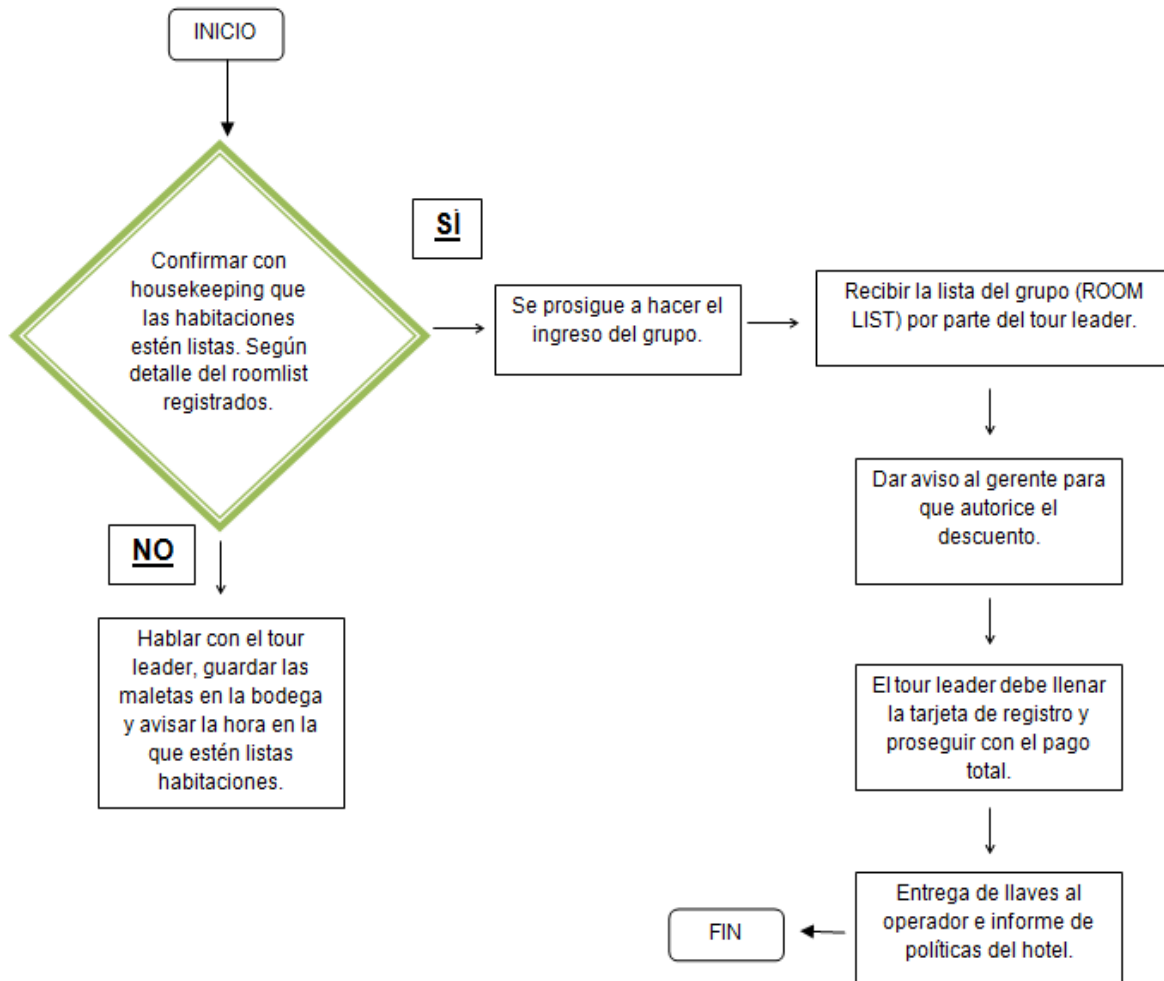 INICIO
Confirmar con
housekeeping que
las habitaciones
estén listas. Según
detalle del roomlist
registrados.
SÍ
Se prosigue a hacer el
ingreso del grupo.
Recibir la lista del grupo (ROOM
LIST) por parte del tour leader.
Dar aviso al gerente para
que autorice el
descuento.
El tour leader debe llenar
la tarjeta de registro y
proseguir con el pago
total.
Entrega de llaves al
operador e informe de
políticas del hotel.
FIN
NO
Hablar con el tour
leader, guardar las
maletas en la bodega
y avisar la hora en la
que estén listas
habitaciones.